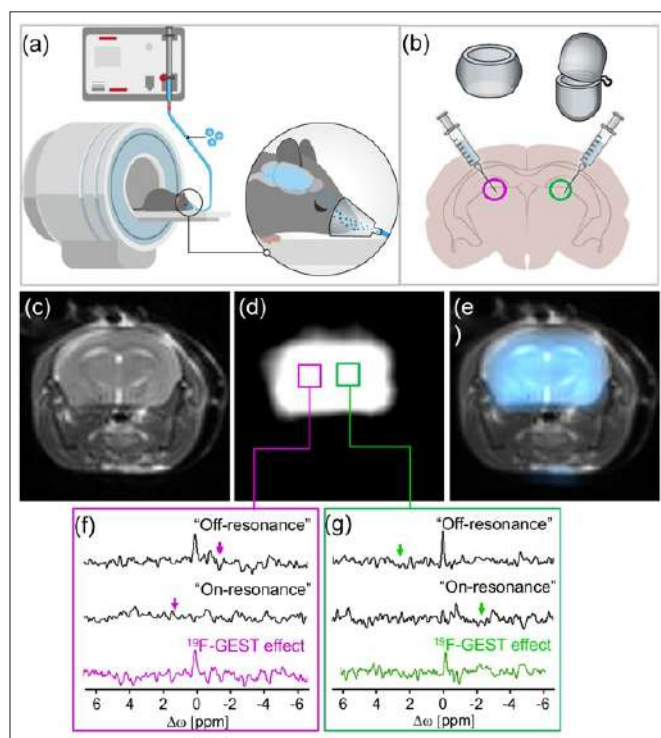 (a)
(b)
(c)
(d)
(e
)
(f)
"Off-resonance"
"On-resonance"
¹⁹F-GEST effect
6 4 2 0 -2 -4 -6
Δω [ppm]
(g)
"Off-resonance"
"On-resonance"
¹⁹F-GEST effect
6 4 2 0 -2 -4 -6
Δω [ppm]